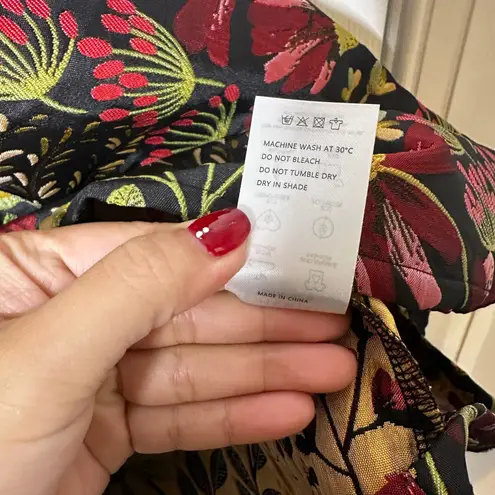 MACHINE WASH AT 30°C
DO NOT BLEACH
DO NOT TUMBLE DRY
DRY IN SHADE
MADE IN CHINA